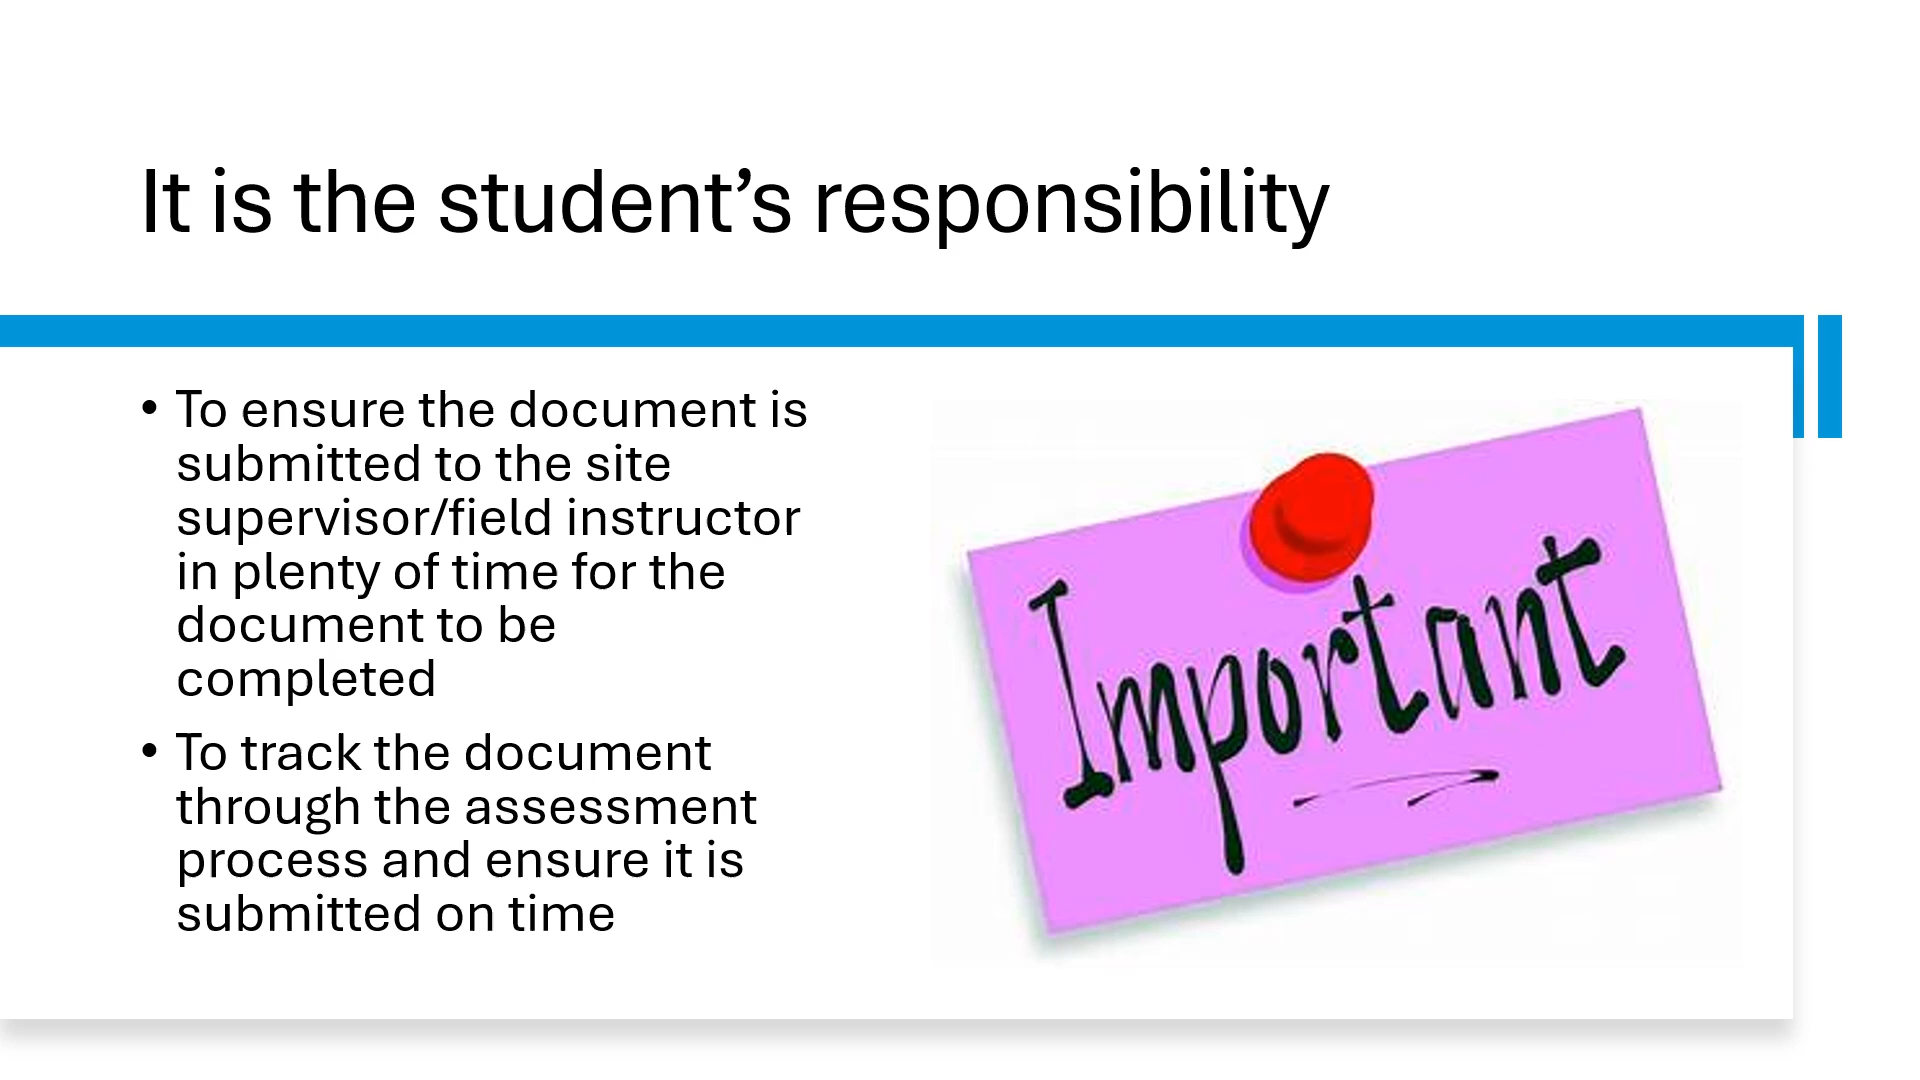 It is the student’s responsibility
• To ensure the document is
submitted to the site
supervisor/field instructor
in plenty of time for the
document to be
completed
• To track the document
through the assessment
process and ensure it is
submitted on time
Important